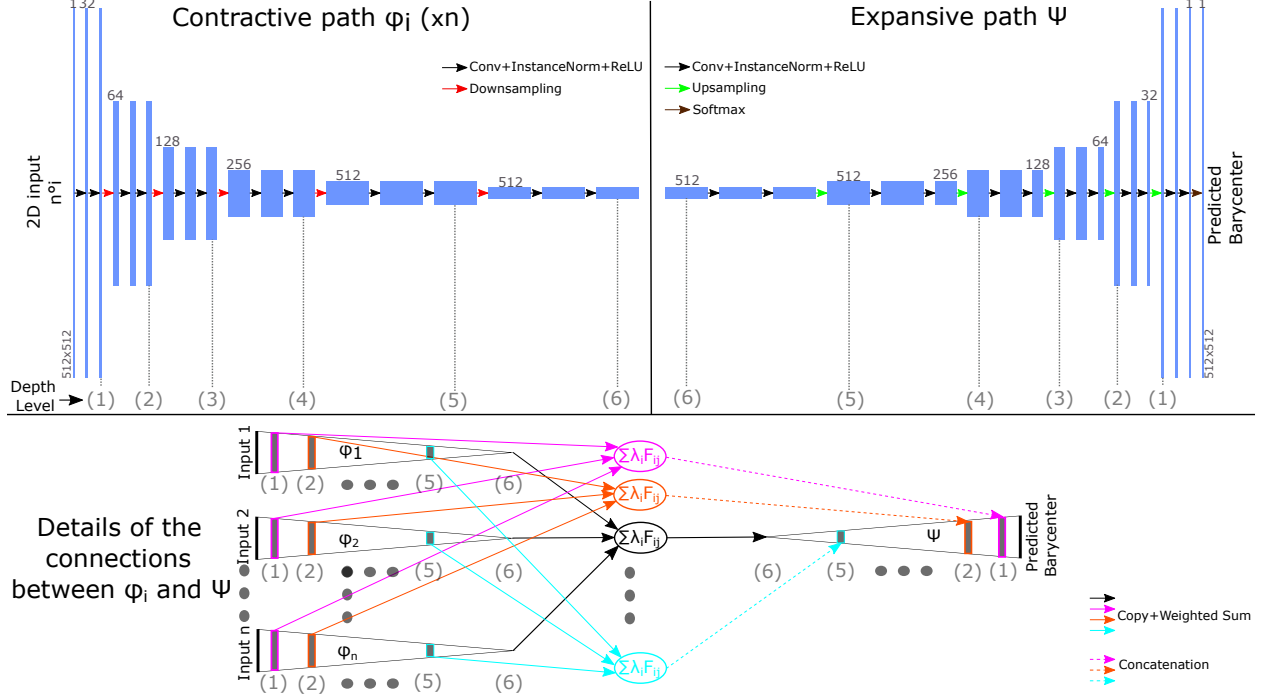 Contractive path φi (xn)
1
32
64
128
256
512
512
Conv+InstanceNorm+ReLU
Downsampling
2D input
n°i
512x512
Depth
Level
(1)
(2)
(3)
(4)
(5)
(6)
Expansive path Ψ
Conv+InstanceNorm+ReLU
Upsampling
Softmax
512
512
256
128
64
32
1
1
Predicted
Barycenter
512x512
(6)
(5)
(4)
(3)
(2)
(1)
Details of the
connections
between φi and Ψ
Input 1
φ1
(1)
(2)
(5)
(6)
Input 2
φ2
(1)
(2)
(5)
(6)
Input n
φn
(1)
(2)
(5)
(6)
ΣλiFij
ΣλiFij
ΣλiFij
ΣλiFij
Ψ
(6)
(5)
(2)
(1)
Predicted
Barycenter
Copy+Weighted Sum
Concatenation